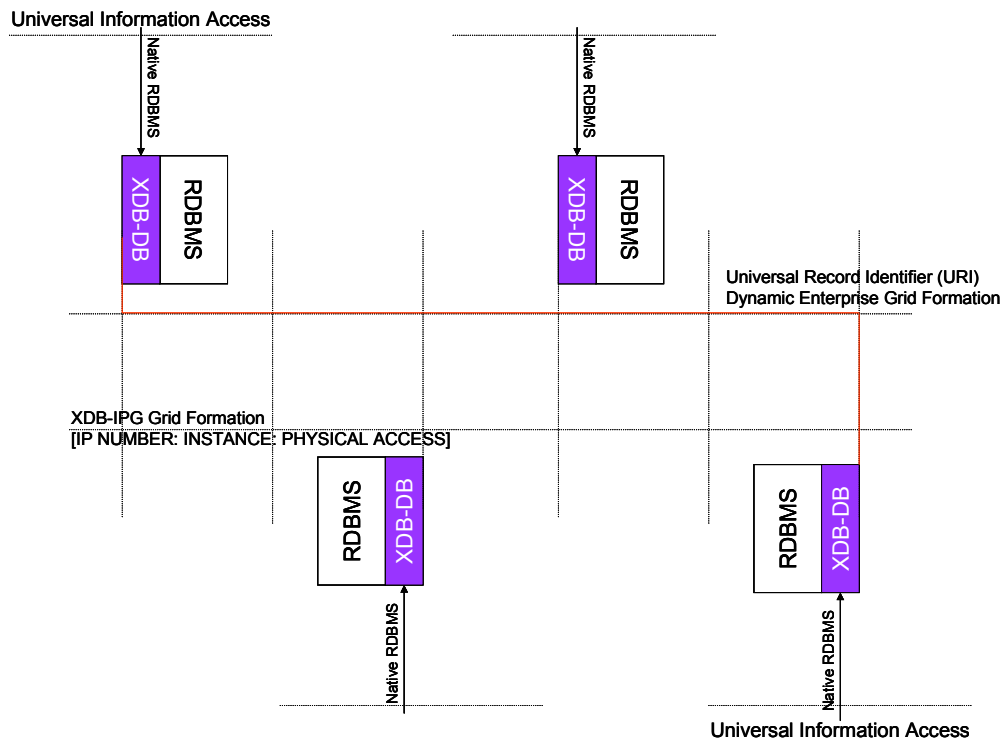 Universal Information Access
Native RDBMS
Native RDBMS
XDB-DB
RDBMS
XDB-DB
RDBMS
Universal Record Identifier (URI)
Dynamic Enterprise Grid Formation
XDB-IPG Grid Formation
[IP NUMBER: INSTANCE: PHYSICAL ACCESS]
RDBMS
XDB-DB
RDBMS
XDB-DB
Native RDBMS
Native RDBMS
Universal Information Access